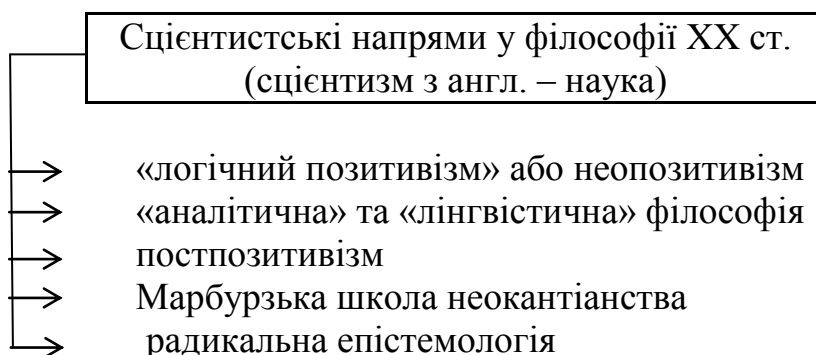 Сцієнтистські напрями у філософії ХХ ст.
(сцієнтизм з англ. – наука)
«логічний позитивізм» або неопозитивізм
«аналітична» та «лінгвістична» філософія
постпозитивізм
Марбурзька школа неокантіанства
радикальна епістемологія